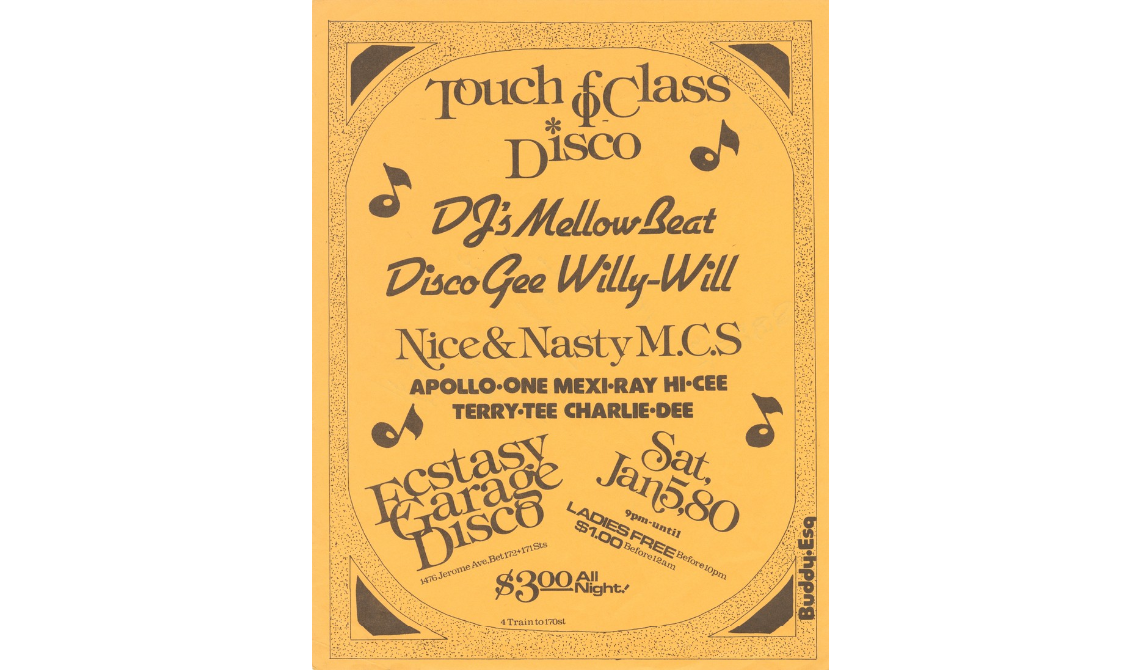 Touch of Class
Disco
DJ's Mellow Beat
Disco Gee Willy-Will
Nice & Nasty M.C.S
APOLLO·ONE MEXI·RAY HI·CEE
TERRY·TEE CHARLIE·DEE
Ecstasy
Garage
Disco
1476 Jerome Ave, Bet 172+171 Sts
Sat,
Jan 5, 80
9pm-until
LADIES FREE Before 10pm
$1.00 Before 12am
$3.00 All
Night!
4 Train to 170st
Buddy·Esq